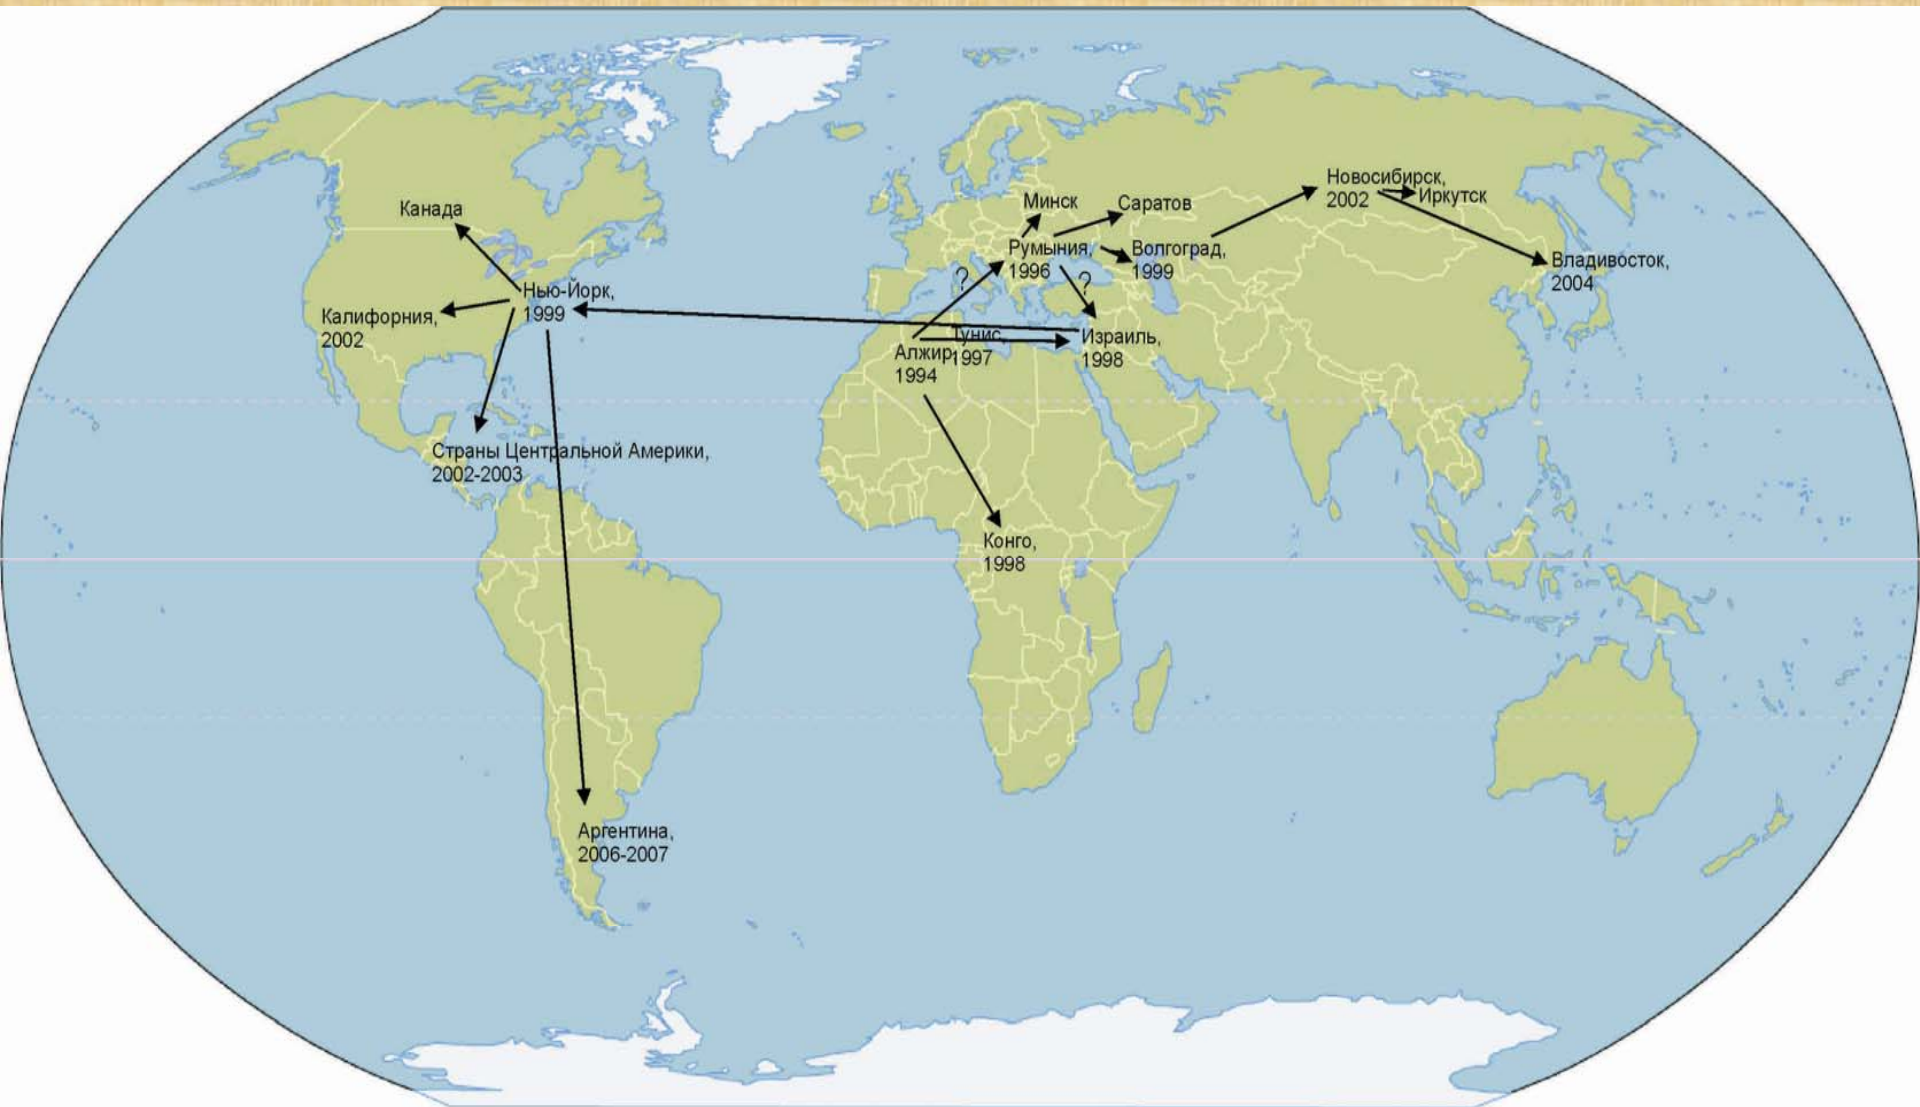 Новосибирск,
2002
Иркутск
Минск
Саратов
Канада
Румыния,
1996
Волгоград,
1999
Владивосток,
2004
?
?
Нью-Йорк,
1999
Калифорния,
2002
Тунис,
1997
Израиль,
1998
Алжир,
1994
Страны Центральной Америки,
2002-2003
Конго,
1998
Аргентина,
2006-2007